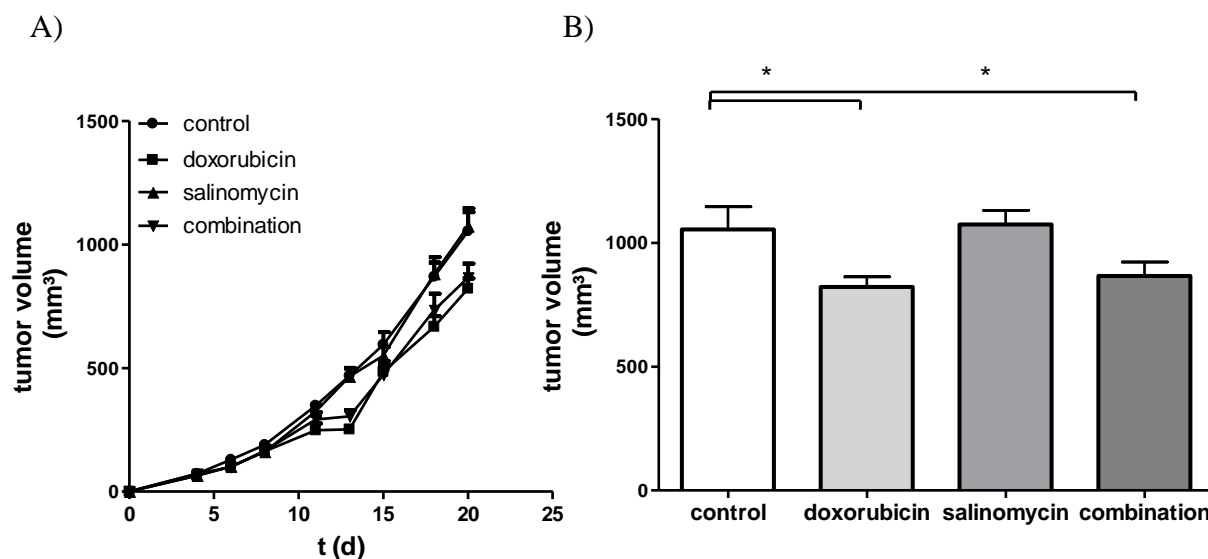 A)
B)
1500
1000
500
0
tumor volume
(mm³)
control
doxorubicin
salinomycin
combination
0 5 10 15 20 25
t (d)
* *
1500
1000
500
0
tumor volume
(mm³)
control doxorubicin salinomycin combination